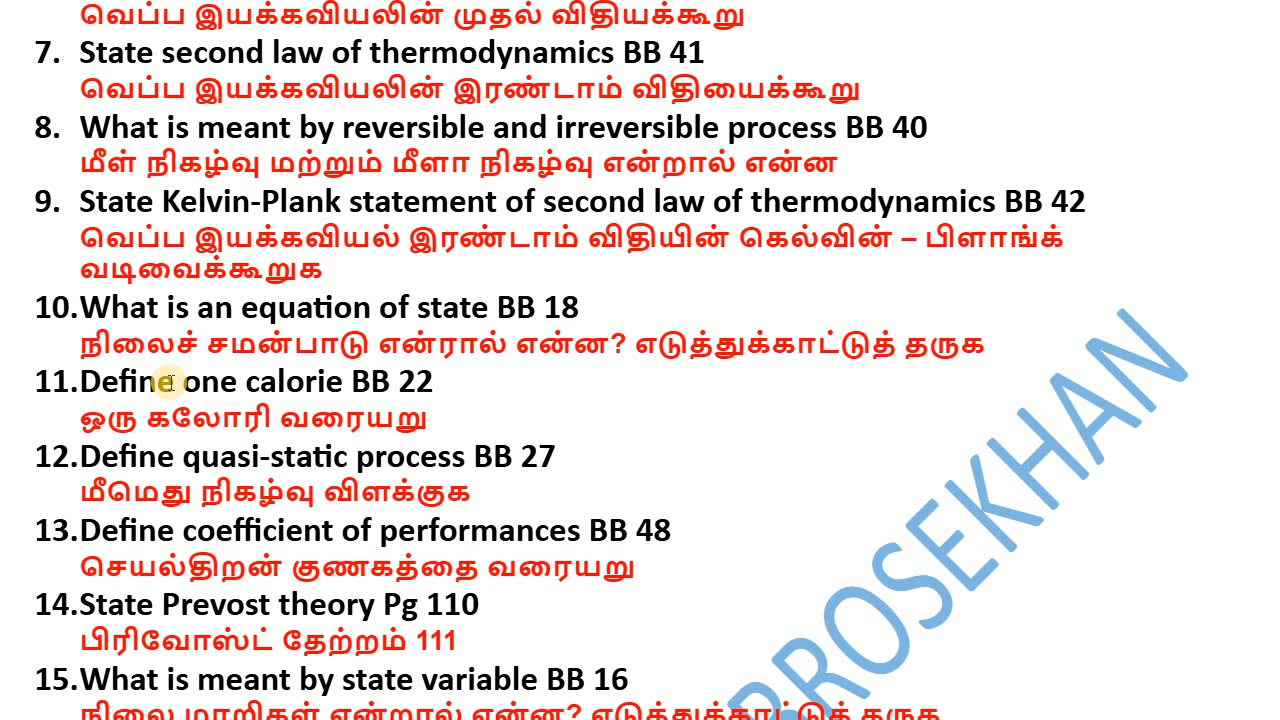 வெப்ப இயக்கவியலின் முதல் விதியக்கூறு
7. State second law of thermodynamics BB 41
வெப்ப இயக்கவியலின் இரண்டாம் விதியைக்கூறு
8. What is meant by reversible and irreversible process BB 40
மீள் நிகழ்வு மற்றும் மீளா நிகழ்வு என்றால் என்ன
9. State Kelvin-Plank statement of second law of thermodynamics BB 42
வெப்ப இயக்கவியல் இரண்டாம் விதியின் கெல்வின் – பிளாங்க்
வடிவைக்கூறுக
10. What is an equation of state BB 18
நிலைச் சமன்பாடு என்ரால் என்ன? எடுத்துக்காட்டுத் தருக
11. Define one calorie BB 22
ஒரு கலோரி வரையறு
12. Define quasi-static process BB 27
மீமெது நிகழ்வு விளக்குக
13. Define coefficient of performances BB 48
செயல்திறன் குணகத்தை வரையறு
14. State Prevost theory Pg 110
பிரிவோஸ்ட் தேற்றம் 111
15. What is meant by state variable BB 16
நிலை மாறிகள் என்றால் என்ன? எடுத்துக்காட்டுத் தருக
PROSEKHAN